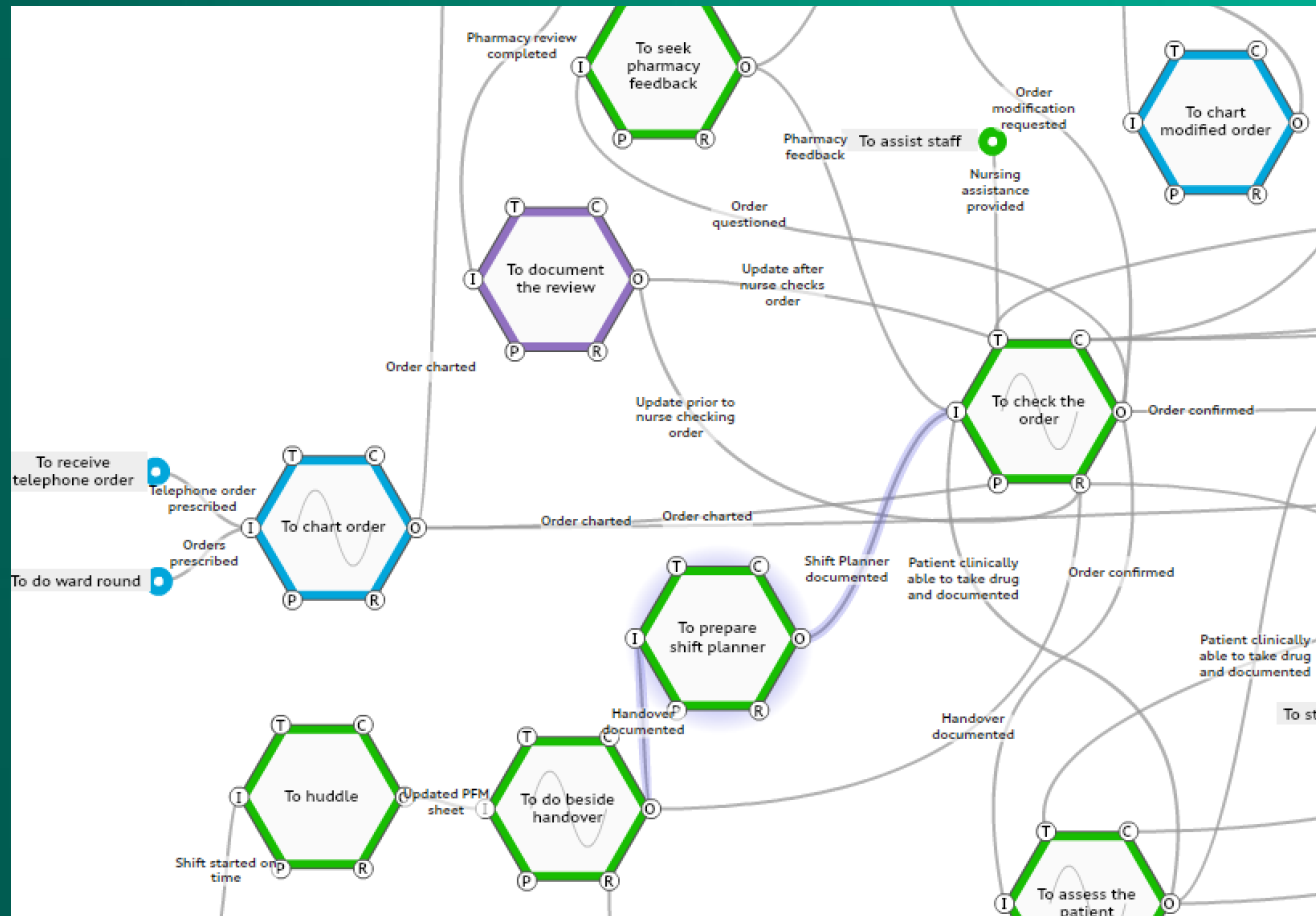 To seek
pharmacy
feedback
I
O
P
R
Pharmacy review
completed
T
C
I
O
P
R
To chart
modified order
Order
modification
requested
Pharmacy
feedback
To assist staff
Nursing
assistance
provided
Order
questioned
T
C
I
O
P
R
To document
the review
Update after
nurse checks
order
Order charted
Update prior to
nurse checking
order
T
C
I
O
P
R
To check the
order
Order confirmed
To receive
telephone order
Telephone order
prescribed
Orders
prescribed
To do ward round
T
C
I
O
P
R
To chart order
Order charted
Order charted
Shift Planner
documented
Patient clinically
able to take drug
and documented
Order confirmed
T
C
I
O
P
R
To prepare
shift planner
Handover
documented
Handover
documented
Patient clinically
able to take drug
and documented
To st
T
C
I
O
P
R
To huddle
Updated PFM
sheet
Shift started on
time
T
C
I
O
P
R
To do beside
handover
T
C
I
O
To assess the
patient